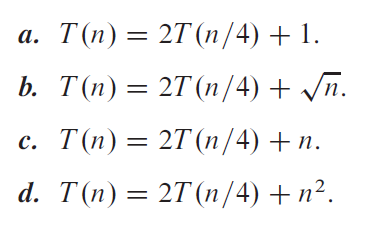 a. T(n) = 2T(n/4) + 1.
b. T(n) = 2T(n/4) + √n.
c. T(n) = 2T(n/4) + n.
d. T(n) = 2T(n/4) + n².